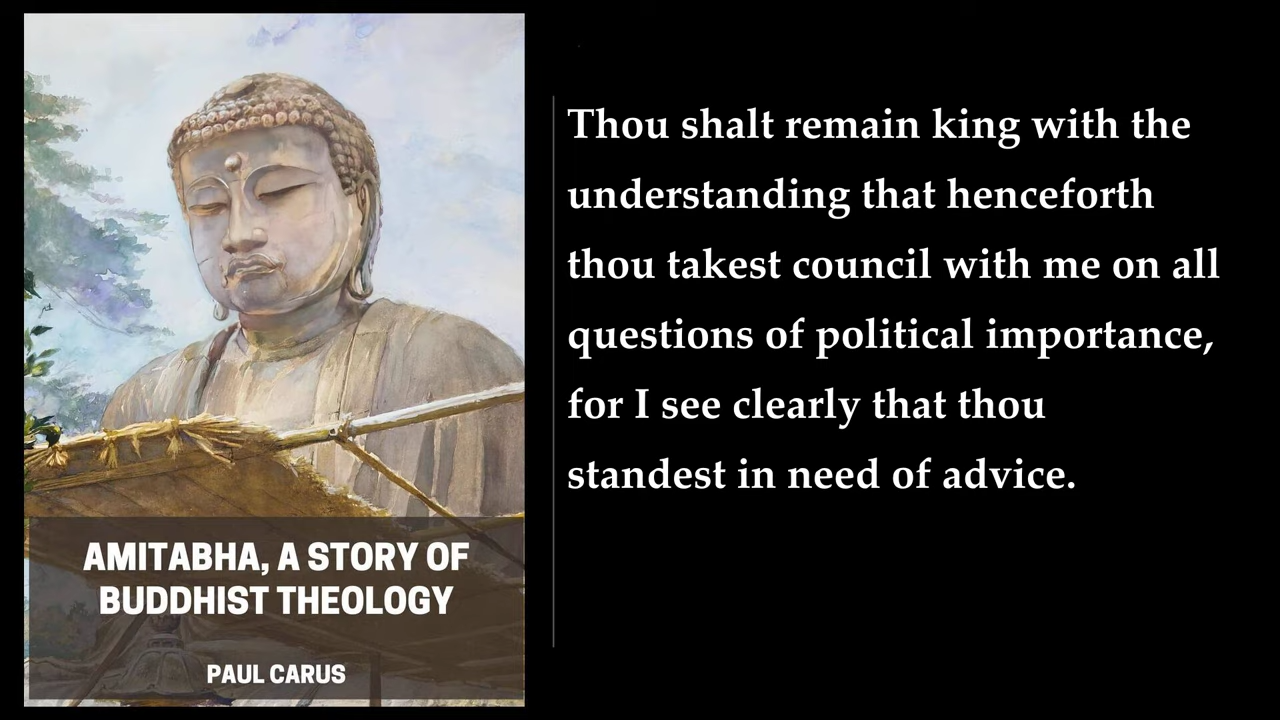 Thou shalt remain king with the
understanding that henceforth
thou takest council with me on all
questions of political importance,
for I see clearly that thou
standest in need of advice.
AMITABHA, A STORY OF
BUDDHIST THEOLOGY
PAUL CARUS